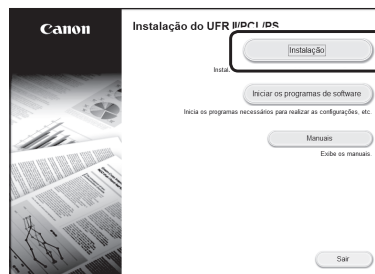 Canon
Instalação do UFR II/PCL/PS
Instalação
Instal
Iniciar os programas de software
Inicia os programas necessários para realizar as configurações, etc.
Manuais
Exibe os manuais.
Sair